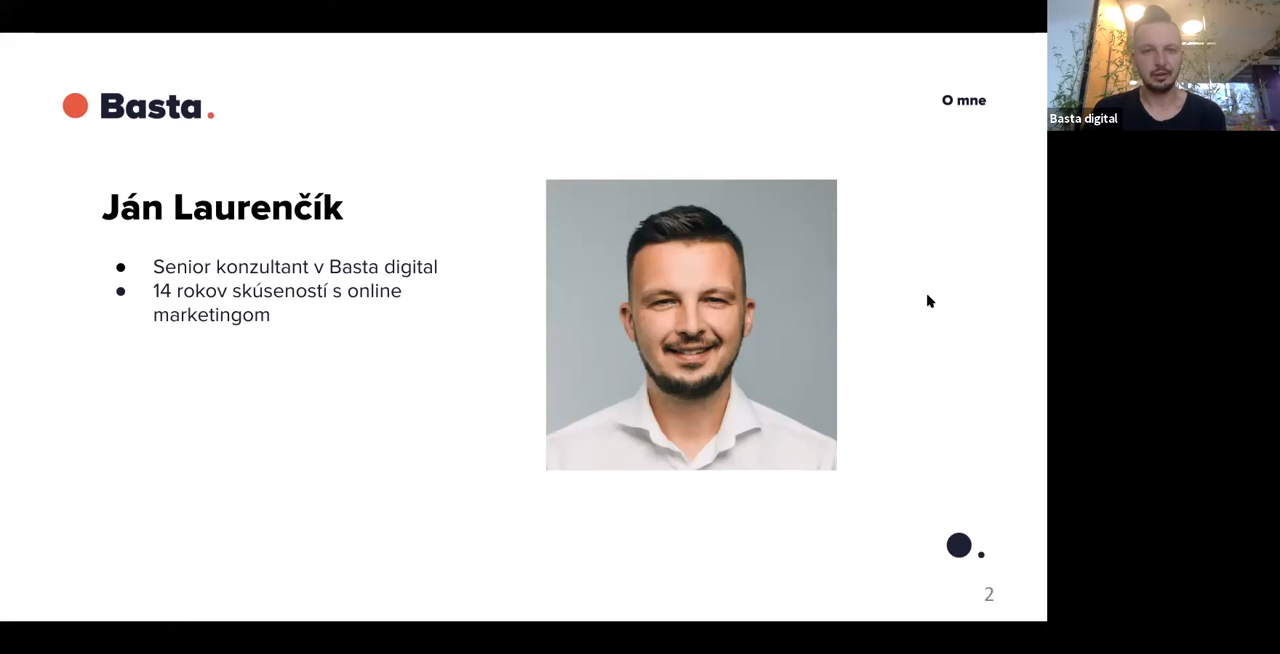 Basta.
O mne
Ján Laurenčík
● Senior konzultant v Basta digital
● 14 rokov skúseností s online
marketingom
2
Basta digital